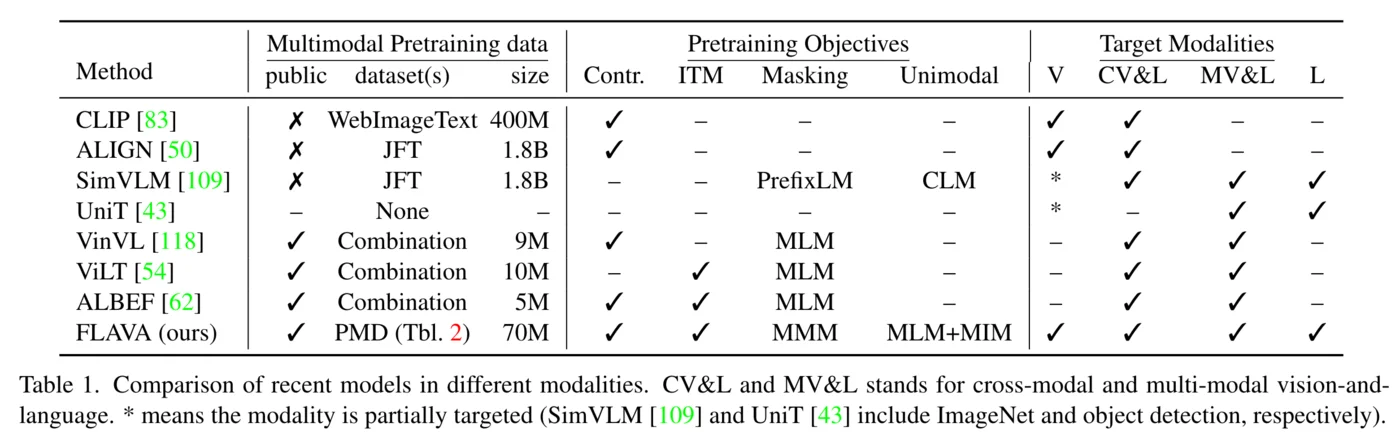 Multimodal Pretraining data Pretraining Objectives Target Modalities
Method public dataset(s) size Contr. ITM Masking Unimodal V CV&L MV&L L
CLIP [83] ✗ WebImageText 400M ✓ – – – ✓ ✓ – –
ALIGN [50] ✗ JFT 1.8B ✓ – – – ✓ ✓ – –
SimVLM [109] ✗ JFT 1.8B – – PrefixLM CLM * ✓ ✓ ✓
UniT [43] – None – – – – – * – ✓ ✓
VinVL [118] ✓ Combination 9M ✓ – MLM – – ✓ ✓ –
ViLT [54] ✓ Combination 10M – ✓ MLM – – ✓ ✓ –
ALBEF [62] ✓ Combination 5M ✓ ✓ MLM – – ✓ ✓ –
FLAVA (ours) ✓ PMD (Tbl. 2) 70M ✓ ✓ MMM MLM+MIM ✓ ✓ ✓ ✓
Table 1. Comparison of recent models in different modalities. CV&L and MV&L stands for cross-modal and multi-modal vision-and-
language. * means the modality is partially targeted (SimVLM [109] and UniT [43] include ImageNet and object detection, respectively).